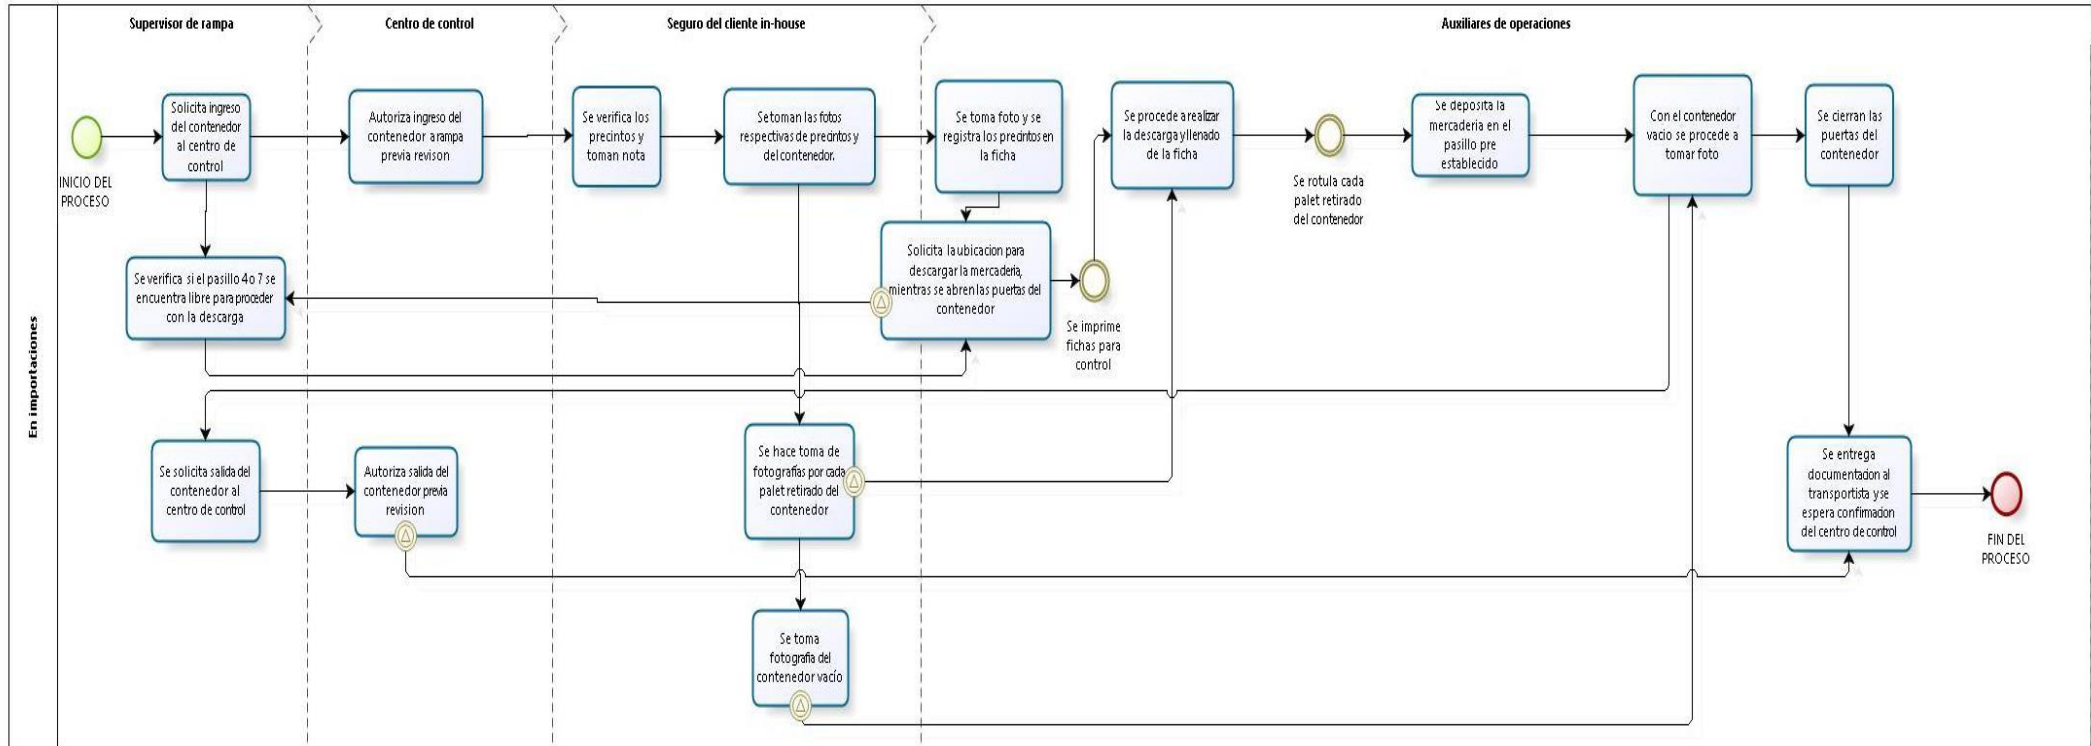 Supervisor de rampa
Centro de control
Seguro del cliente in-house
Auxiliares de operaciones
En importaciones
INICIO DEL
PROCESO
Solicita ingreso
del contenedor
al centro de
control
Autoriza ingreso del
contenedor a rampa
previa revison
Se verifica los
precintos y
toman nota
Se toman las fotos
respectivas de precintos y
del contenedor.
Se toma foto y se
registra los precintos en
la ficha
Se procede a realizar
la descarga y llenado
de la ficha
Se rotula cada
palet retirado
del contenedor
Se deposita la
mercaderia en el
pasillo pre
establecido
Con el contenedor
vacio se procede a
tomar foto
Se cierran las
puertas del
contenedor
Se verifica si el pasillo 4 o 7 se
encuentra libre para proceder
con la descarga
Solicita la ubicacion para
descargar la mercaderia,
mientras se abren las puertas del
contenedor
Se imprime
fichas para
control
Se solicita salida del
contenedor al
centro de control
Autoriza salida del
contenedor previa
revision
Se hace toma de
fotografías por cada
palet retirado del
contenedor
Se entrega
documentacion al
transportista y se
espera confirmacion
del centro de control
FIN DEL
PROCESO
Se toma
fotografia del
contenedor vacío